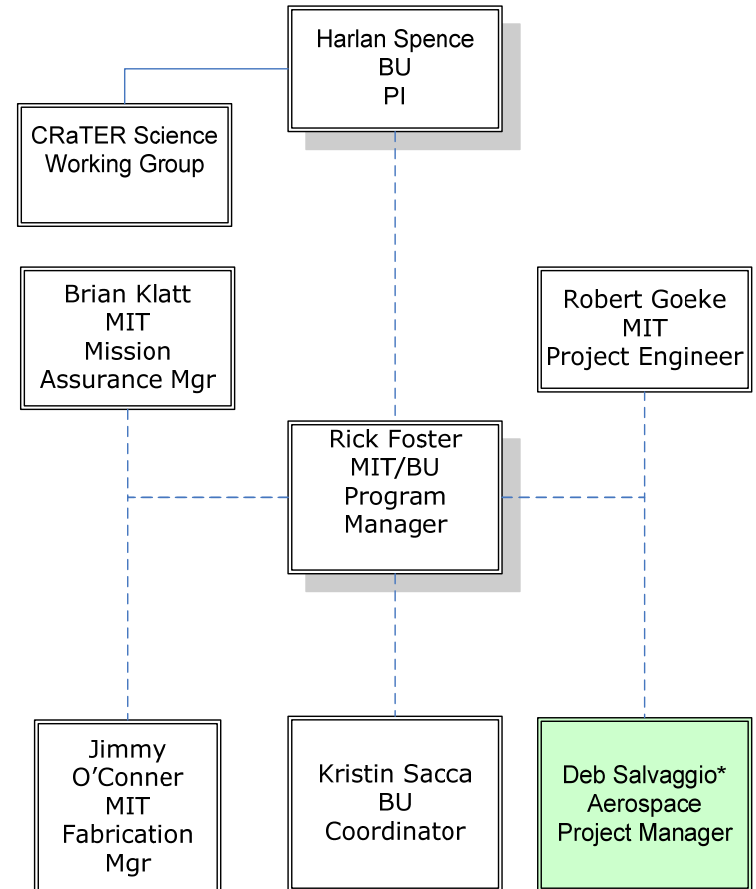 Harlan Spence
BU
PI
CRaTER Science
Working Group
Brian Klatt
MIT
Mission
Assurance Mgr
Robert Goeke
MIT
Project Engineer
Rick Foster
MIT/BU
Program
Manager
Jimmy
O’Conner
MIT
Fabrication
Mgr
Kristin Sacca
BU
Coordinator
Deb Salvaggio*
Aerospace
Project Manager